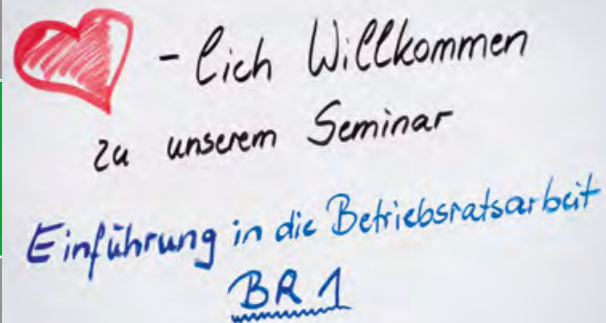 -lich Willkommen
zu unserem Seminar
Einführung in die Betriebsratsarbeit
BR 1